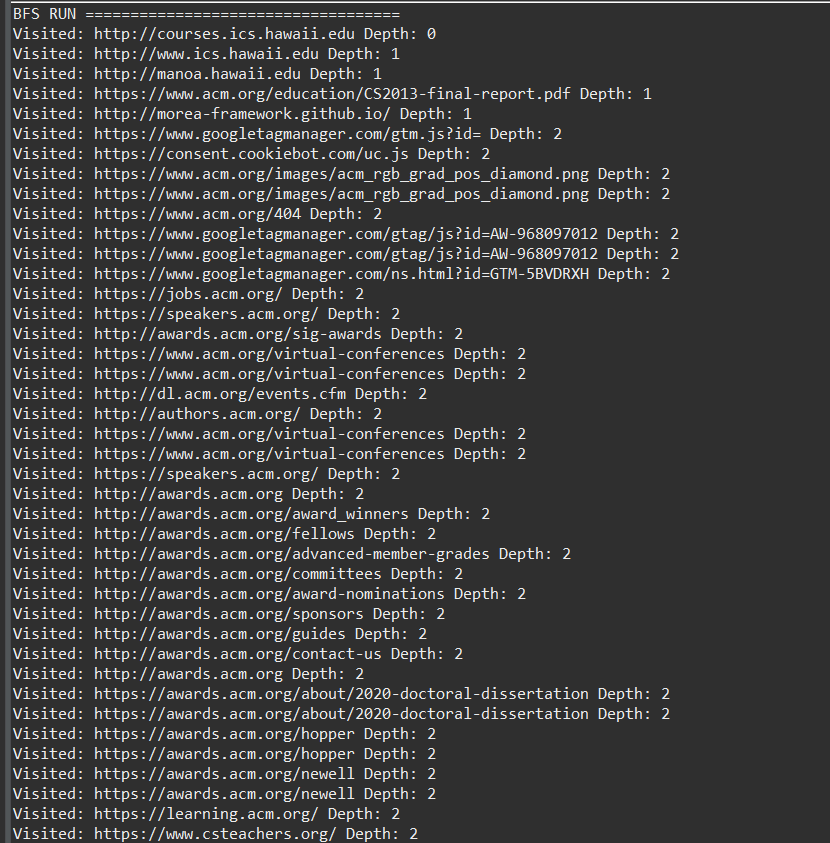 BFS RUN ===================================
Visited: http://courses.ics.hawaii.edu Depth: 0
Visited: http://www.ics.hawaii.edu Depth: 1
Visited: http://manoa.hawaii.edu Depth: 1
Visited: https://www.acm.org/education/CS2013-final-report.pdf Depth: 1
Visited: http://morea-framework.github.io/ Depth: 1
Visited: https://www.googletagmanager.com/gtm.js?id= Depth: 2
Visited: https://consent.cookiebot.com/uc.js Depth: 2
Visited: https://www.acm.org/images/acm_rgb_grad_pos_diamond.png Depth: 2
Visited: https://www.acm.org/images/acm_rgb_grad_pos_diamond.png Depth: 2
Visited: https://www.acm.org/404 Depth: 2
Visited: https://www.googletagmanager.com/gtag/js?id=AW-968097012 Depth: 2
Visited: https://www.googletagmanager.com/gtag/js?id=AW-968097012 Depth: 2
Visited: https://www.googletagmanager.com/ns.html?id=GTM-5BVDRXH Depth: 2
Visited: https://jobs.acm.org/ Depth: 2
Visited: https://speakers.acm.org/ Depth: 2
Visited: http://awards.acm.org/sig-awards Depth: 2
Visited: https://www.acm.org/virtual-conferences Depth: 2
Visited: https://www.acm.org/virtual-conferences Depth: 2
Visited: http://dl.acm.org/events.cfm Depth: 2
Visited: http://authors.acm.org/ Depth: 2
Visited: https://www.acm.org/virtual-conferences Depth: 2
Visited: https://www.acm.org/virtual-conferences Depth: 2
Visited: https://speakers.acm.org/ Depth: 2
Visited: http://awards.acm.org Depth: 2
Visited: http://awards.acm.org/award_winners Depth: 2
Visited: http://awards.acm.org/fellows Depth: 2
Visited: http://awards.acm.org/advanced-member-grades Depth: 2
Visited: http://awards.acm.org/committees Depth: 2
Visited: http://awards.acm.org/award-nominations Depth: 2
Visited: http://awards.acm.org/sponsors Depth: 2
Visited: http://awards.acm.org/guides Depth: 2
Visited: http://awards.acm.org/contact-us Depth: 2
Visited: http://awards.acm.org Depth: 2
Visited: https://awards.acm.org/about/2020-doctoral-dissertation Depth: 2
Visited: https://awards.acm.org/about/2020-doctoral-dissertation Depth: 2
Visited: https://awards.acm.org/hopper Depth: 2
Visited: https://awards.acm.org/hopper Depth: 2
Visited: https://awards.acm.org/newell Depth: 2
Visited: https://awards.acm.org/newell Depth: 2
Visited: https://learning.acm.org/ Depth: 2
Visited: https://www.csteachers.org/ Depth: 2